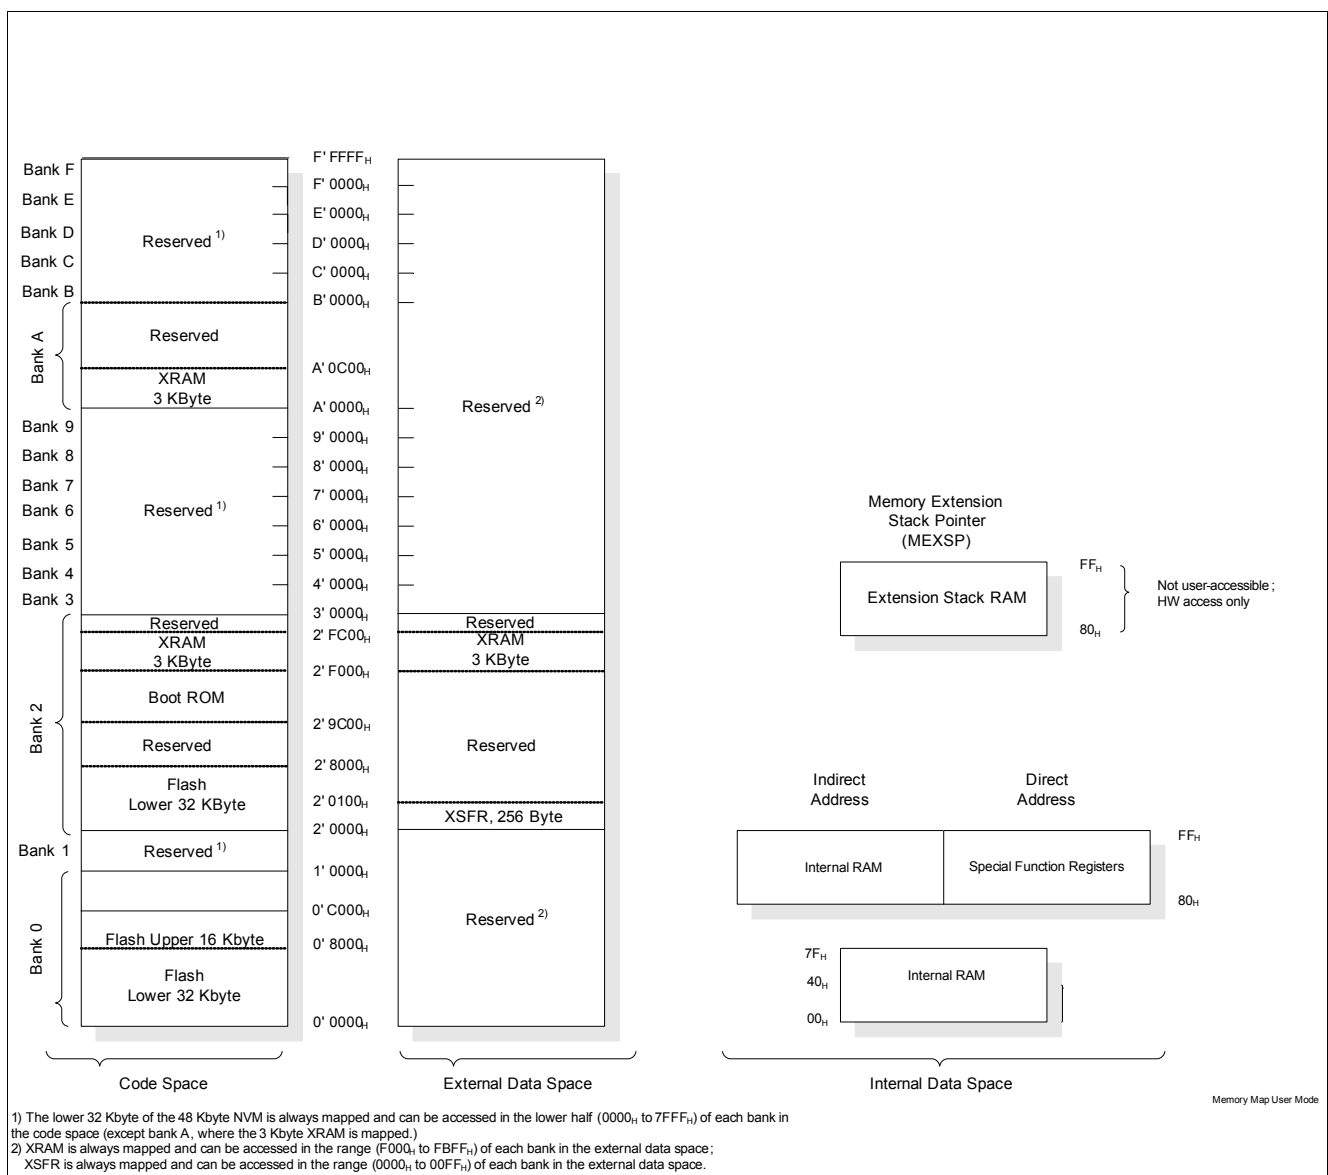 Bank F
Bank E
Bank D
Bank C
Bank B
Bank A
Bank 9
Bank 8
Bank 7
Bank 6
Bank 5
Bank 4
Bank 3
Bank 2
Bank 1
Bank 0
Reserved 1)
Reserved
XRAM
3 KByte
Reserved 1)
Reserved
XRAM
3 KByte
Boot ROM
Reserved
Flash
Lower 32 KByte
Reserved 1)
Flash Upper 16 Kbyte
Flash
Lower 32 Kbyte
Code Space
F' FFFFH
F' 0000H
E' 0000H
D' 0000H
C' 0000H
B' 0000H
A' 0C00H
A' 0000H
9' 0000H
8' 0000H
7' 0000H
6' 0000H
5' 0000H
4' 0000H
3' 0000H
2' FC00H
2' F000H
2' 9C00H
2' 8000H
2' 0100H
2' 0000H
1' 0000H
0' C000H
0' 8000H
0' 0000H
Reserved 2)
Reserved
XRAM
3 KByte
Reserved
XSFR, 256 Byte
Reserved 2)
External Data Space
Memory Extension
Stack Pointer
(MEXSP)
Extension Stack RAM
FFH
80H
Not user-accessible;
HW access only
Indirect
Address
Direct
Address
Internal RAM
Special Function Registers
FFH
80H
7FH
40H
00H
Internal RAM
Internal Data Space
Memory Map User Mode
1) The lower 32 Kbyte of the 48 Kbyte NVM is always mapped and can be accessed in the lower half (0000H to 7FFFH) of each bank in
the code space (except bank A, where the 3 Kbyte XRAM is mapped.)
2) XRAM is always mapped and can be accessed in the range (F000H to FBFFH) of each bank in the external data space;
XSFR is always mapped and can be accessed in the range (0000H to 00FFH) of each bank in the external data space.